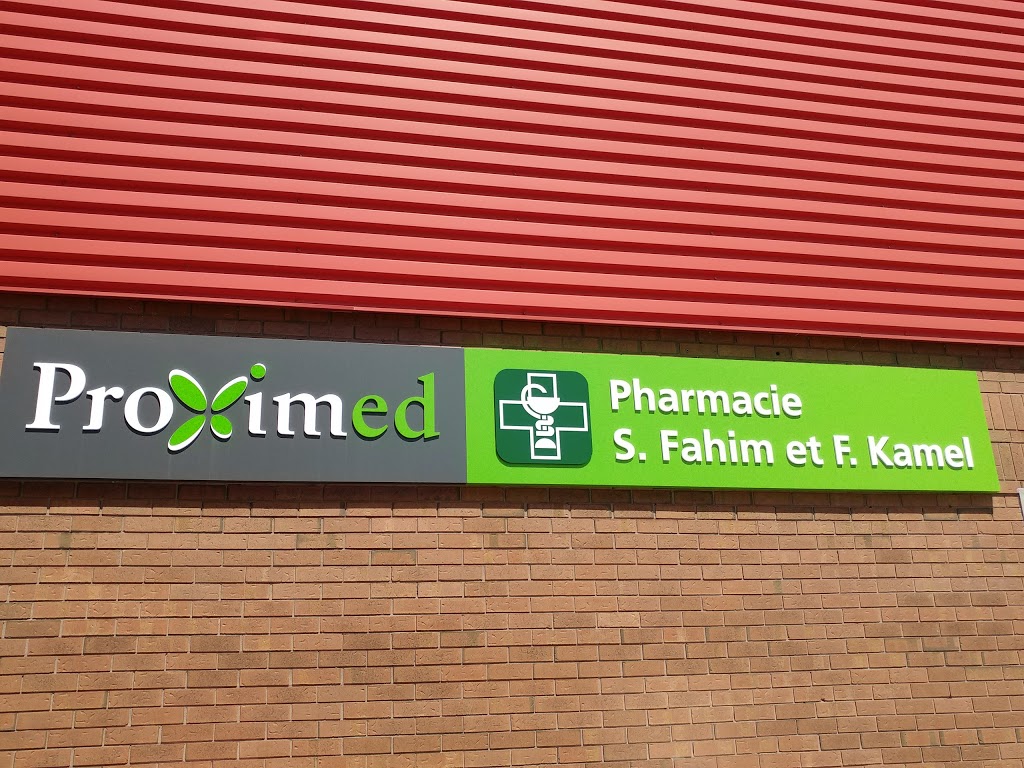 Proximed
Pharmacie
S. Fahim et F. Kamel